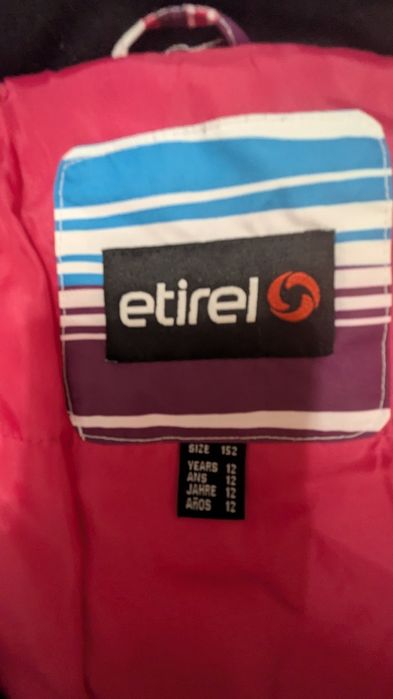 etirel
SIZE 152
YEARS 12
ANS 12
JAHRE 12
AÑOS 12